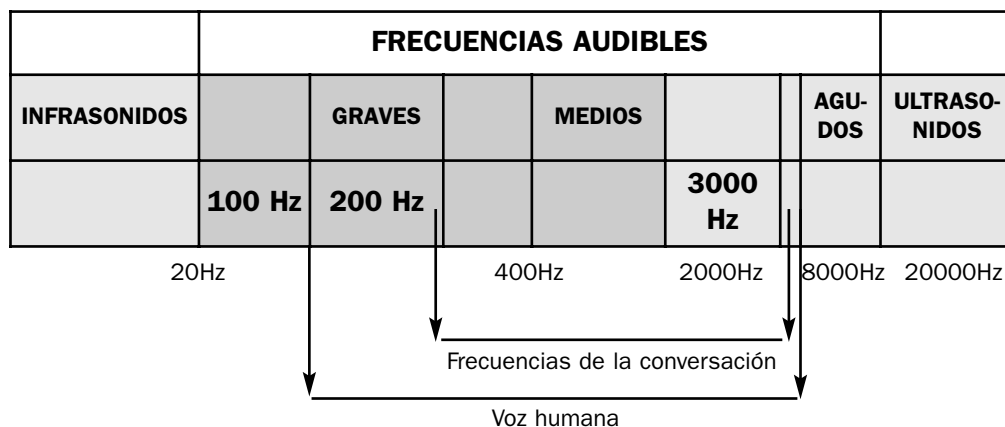 FRECUENCIAS AUDIBLES
INFRASONIDOS GRAVES MEDIOS AGU-
DOS ULTRASO-
NIDOS
100 Hz 200 Hz 3000
Hz
20Hz 400Hz 2000Hz 8000Hz 20000Hz
Frecuencias de la conversación
Voz humana